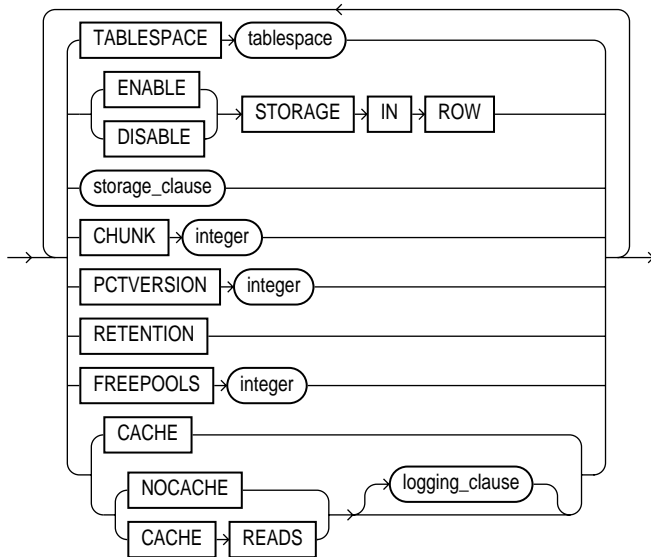 TABLESPACE tablespace
ENABLE
DISABLE
STORAGE IN ROW
storage_clause
CHUNK integer
PCTVERSION integer
RETENTION
FREEPOOLS integer
CACHE
NOCACHE
CACHE READS
logging_clause